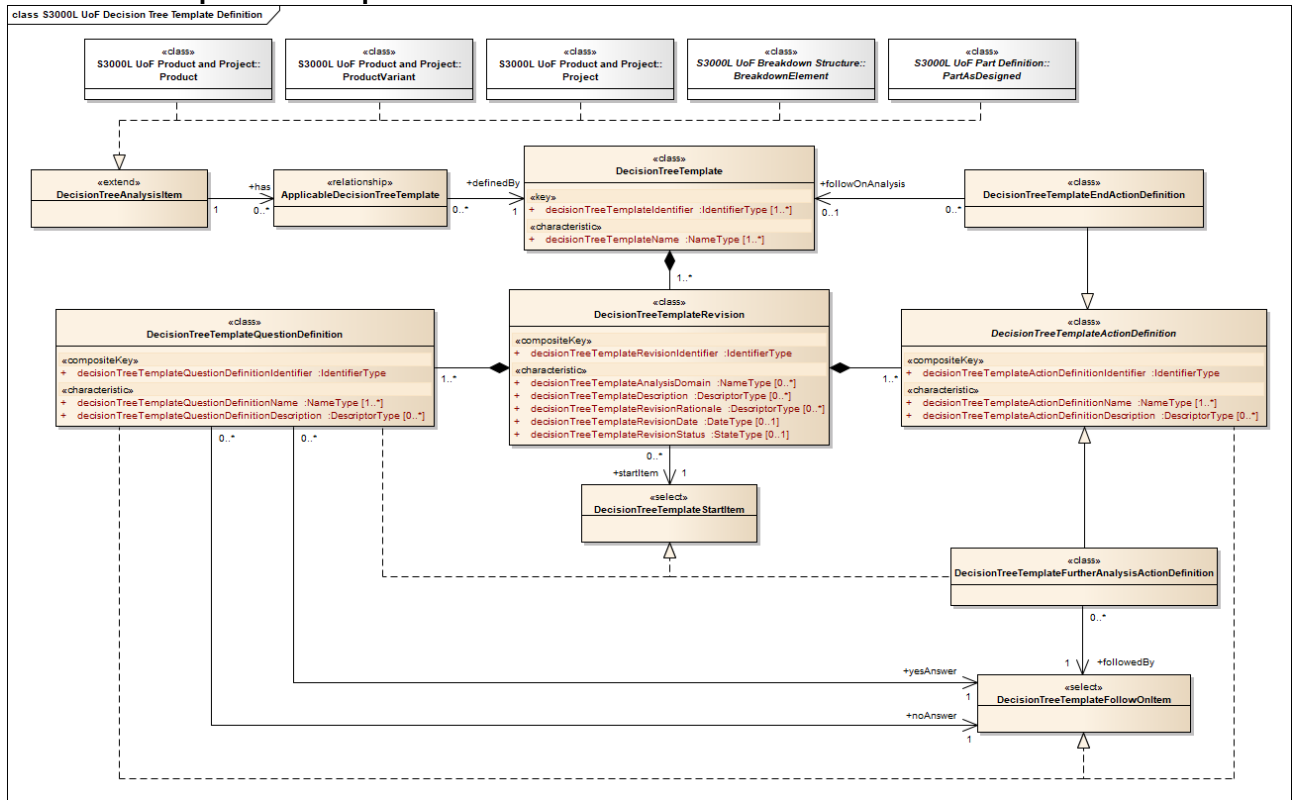 class S3000L UoF Decision Tree Template Definition
«class»
S3000L UoF Product and Project::
Product
«class»
S3000L UoF Product and Project::
ProductVariant
«class»
S3000L UoF Product and Project::
Project
«class»
S3000L UoF Breakdown Structure::
BreakdownElement
«class»
S3000L UoF Part Definition::
PartAsDesigned
«extend»
DecisionTreeAnalysisItem
+has
1
0..*
«relationship»
ApplicableDecisionTreeTemplate
+definedBy
0..*
1
«class»
DecisionTreeTemplate
«key»
+ decisionTreeTemplateIdentifier :IdentifierType [1..*]
«characteristic»
+ decisionTreeTemplateName :NameType [1..*]
+followOnAnalysis
0..1
0..*
«class»
DecisionTreeTemplateEndActionDefinition
1..*
«class»
DecisionTreeTemplateQuestionDefinition
«compositeKey»
+ decisionTreeTemplateQuestionDefinitionIdentifier :IdentifierType
«characteristic»
+ decisionTreeTemplateQuestionDefinitionName :NameType [1..*]
+ decisionTreeTemplateQuestionDefinitionDescription :DescriptorType [0..*]
1..*
«class»
DecisionTreeTemplateRevision
«compositeKey»
+ decisionTreeTemplateRevisionIdentifier :IdentifierType
«characteristic»
+ decisionTreeTemplateAnalysisDomain :NameType [0..*]
+ decisionTreeTemplateDescription :DescriptorType [0..*]
+ decisionTreeTemplateRevisionRationale :DescriptorType [0..*]
+ decisionTreeTemplateRevisionDate :DateType [0..1]
+ decisionTreeTemplateRevisionStatus :StateType [0..1]
1..*
«class»
DecisionTreeTemplateActionDefinition
«compositeKey»
+ decisionTreeTemplateActionDefinitionIdentifier :IdentifierType
«characteristic»
+ decisionTreeTemplateActionDefinitionName :NameType [1..*]
+ decisionTreeTemplateActionDefinitionDescription :DescriptorType [0..*]
0..*
0..*
0..*
+startItem
1
«select»
DecisionTreeTemplateStartItem
«class»
DecisionTreeTemplateFurtherAnalysisActionDefinition
0..*
1
+followedBy
+yesAnswer
1
+noAnswer
1
«select»
DecisionTreeTemplateFollowOnItem